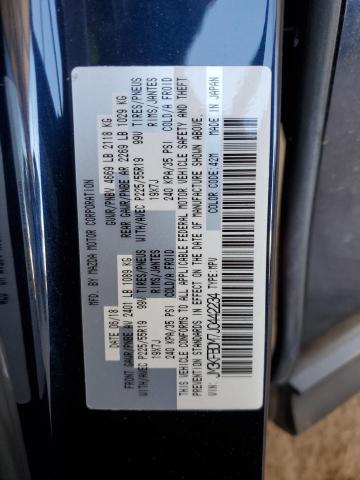 MFD. BY MAZDA MOTOR CORPORATION
DATE: 06/18 GVWR/PNBV 4669 LB 2118 KG
FRONT GAWR/PNBE AV 2401 LB 1089 KG REAR GAWR/PNBE AR 2269 LB 1029 KG
WITH/AVEC P225/55R19 99V TIRES/PNEUS WITH/AVEC P225/55R19 99V TIRES/PNEUS
19X7J RIMS/JANTES 19X7J RIMS/JANTES
240 KPA/35 PSI COLD/A FROID 240 KPA/35 PSI COLD/A FROID
THIS VEHICLE CONFORMS TO ALL APPLICABLE FEDERAL MOTOR VEHICLE SAFETY AND THEFT
PREVENTION STANDARDS IN EFFECT ON THE DATE OF MANUFACTURE SHOWN ABOVE.
VIN: JM3KFBDM7J0442234 COLOR CODE:42M MADE IN JAPAN